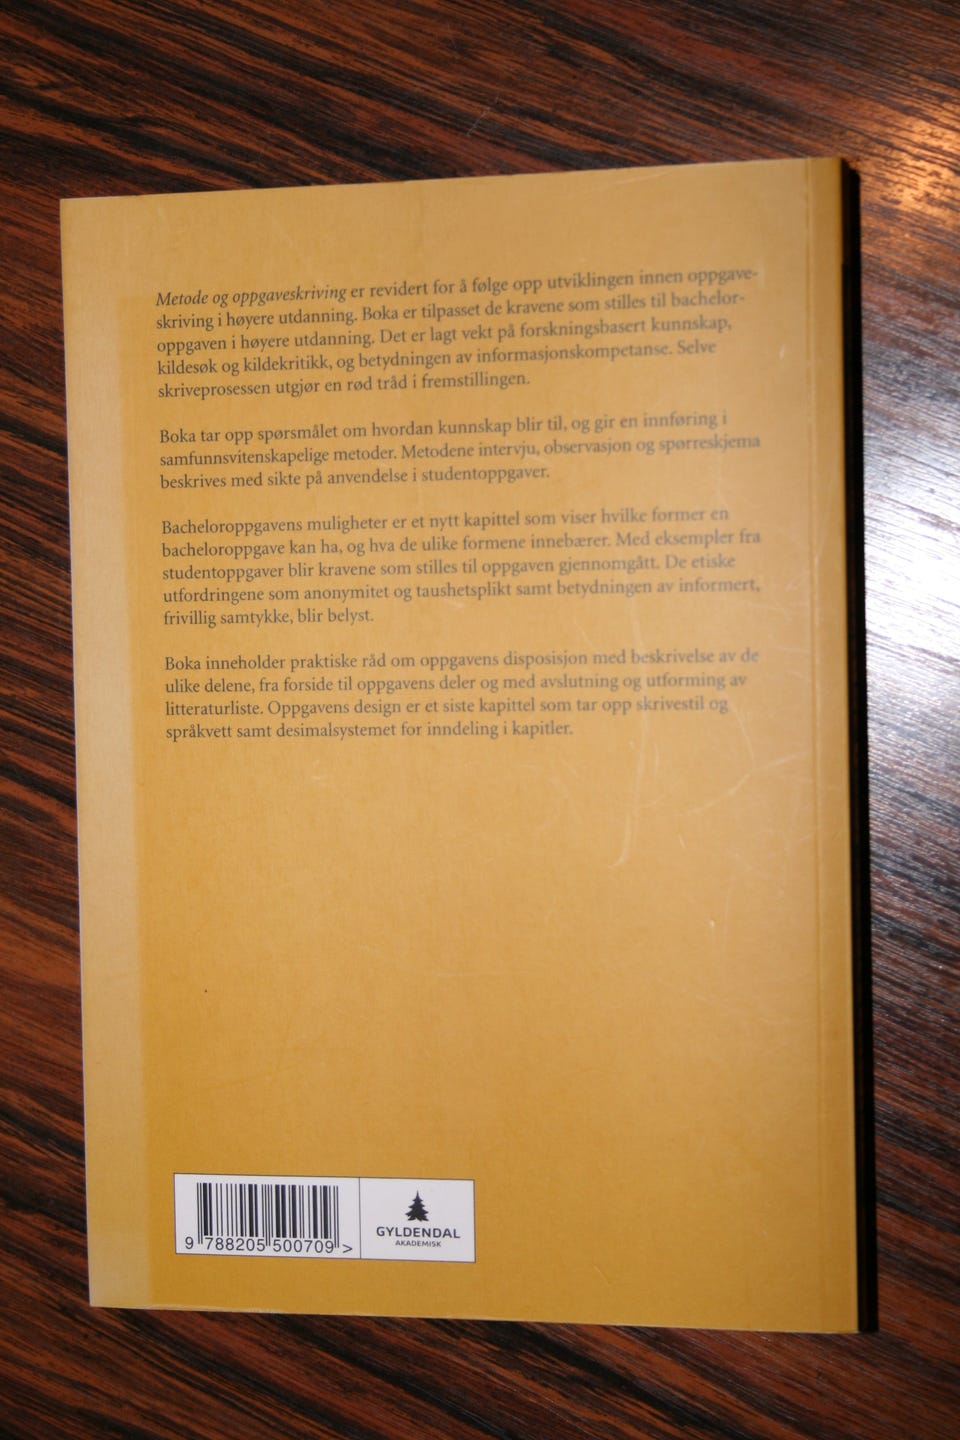 Metode og oppgaveskriving er revidert for å følge opp utviklingen innen oppgave-
skriving i høyere utdanning. Boka er tilpasset de kravene som stilles til bachelor-
oppgaven i høyere utdanning. Det er lagt vekt på forskningsbasert kunnskap,
kildesøk og kildekritikk, og betydningen av informasjonskompetanse. Selve
skriveprosessen utgjør en rød tråd i fremstillingen.
Boka tar opp spørsmålet om hvordan kunnskap blir til, og gir en innføring i
samfunnsvitenskapelige metoder. Metodene intervju, observasjon og spørreskjema
beskrives med sikte på anvendelse i studentoppgaver.
Bacheloroppgavens muligheter er et nytt kapittel som viser hvilke former en
bacheloroppgave kan ha, og hva de ulike formene innebærer. Med eksempler fra
studentoppgaver blir kravene som stilles til oppgaven gjennomgått. De etiske
utfordringene som anonymitet og taushetsplikt samt betydningen av informert,
frivillig samtykke, blir belyst.
Boka inneholder praktiske råd om oppgavens disposisjon med beskrivelse av de
ulike delene, fra forside til oppgavens deler og med avslutning og utforming av
litteraturliste. Oppgavens design er et siste kapittel som tar opp skrivestil og
språkvett samt desimalsystemet for inndeling i kapitler.
9 788205 500709 >
GYLDENDAL
AKADEMISK